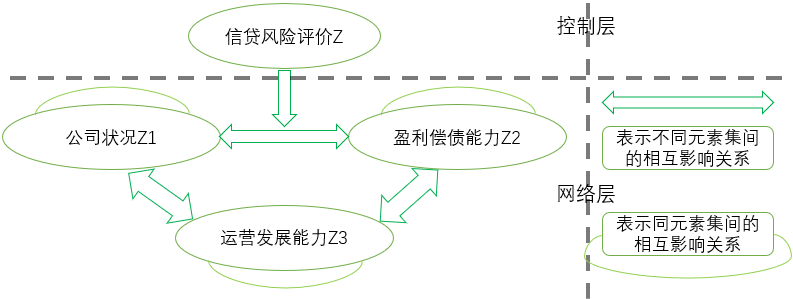 信贷风险评价Z
控制层
公司状况Z1
盈利偿债能力Z2
表示不同元素集间
的相互影响关系
网络层
运营发展能力Z3
表示同元素集间的
相互影响关系